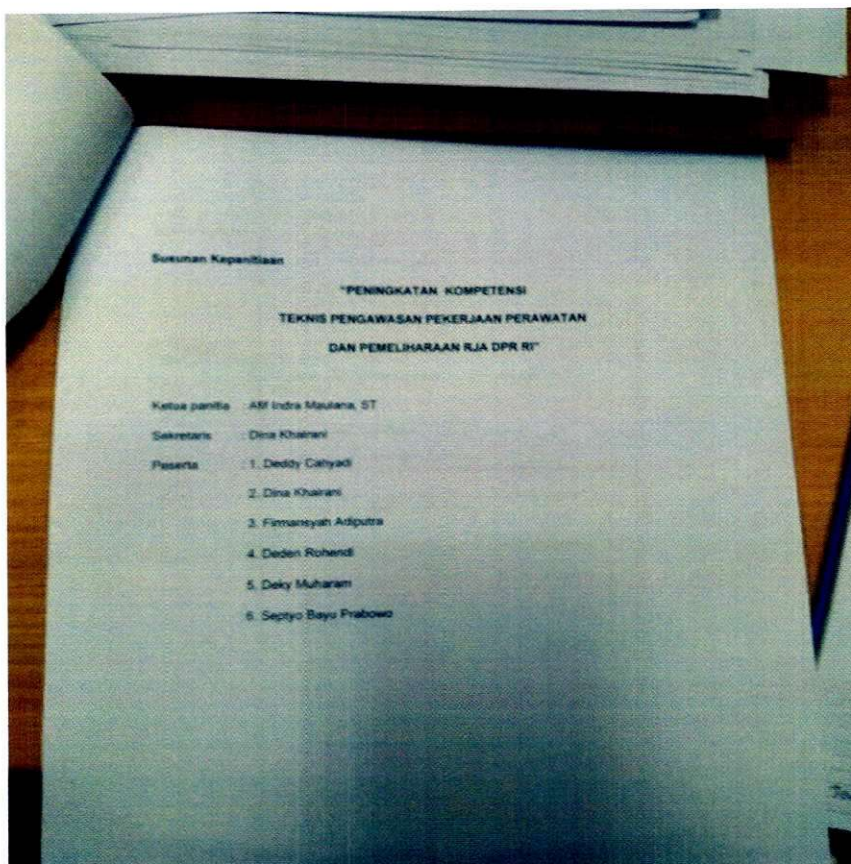 Susunan Kepanitiaan
"PENINGKATAN KOMPETENSI
TEKNIS PENGAWASAN PEKERJAAN PERAWATAN
DAN PEMELIHARAAN RJA DPR RI"
Ketua panitia : AM Indra Maulana, ST
Sekretaris : Dina Khairani
Peserta : 1. Deddy Cahyadi
2. Dina Khairani
3. Firmansyah Adiputra
4. Deden Rohendi
5. Deky Muharam
6. Septyo Bayu Prabowo